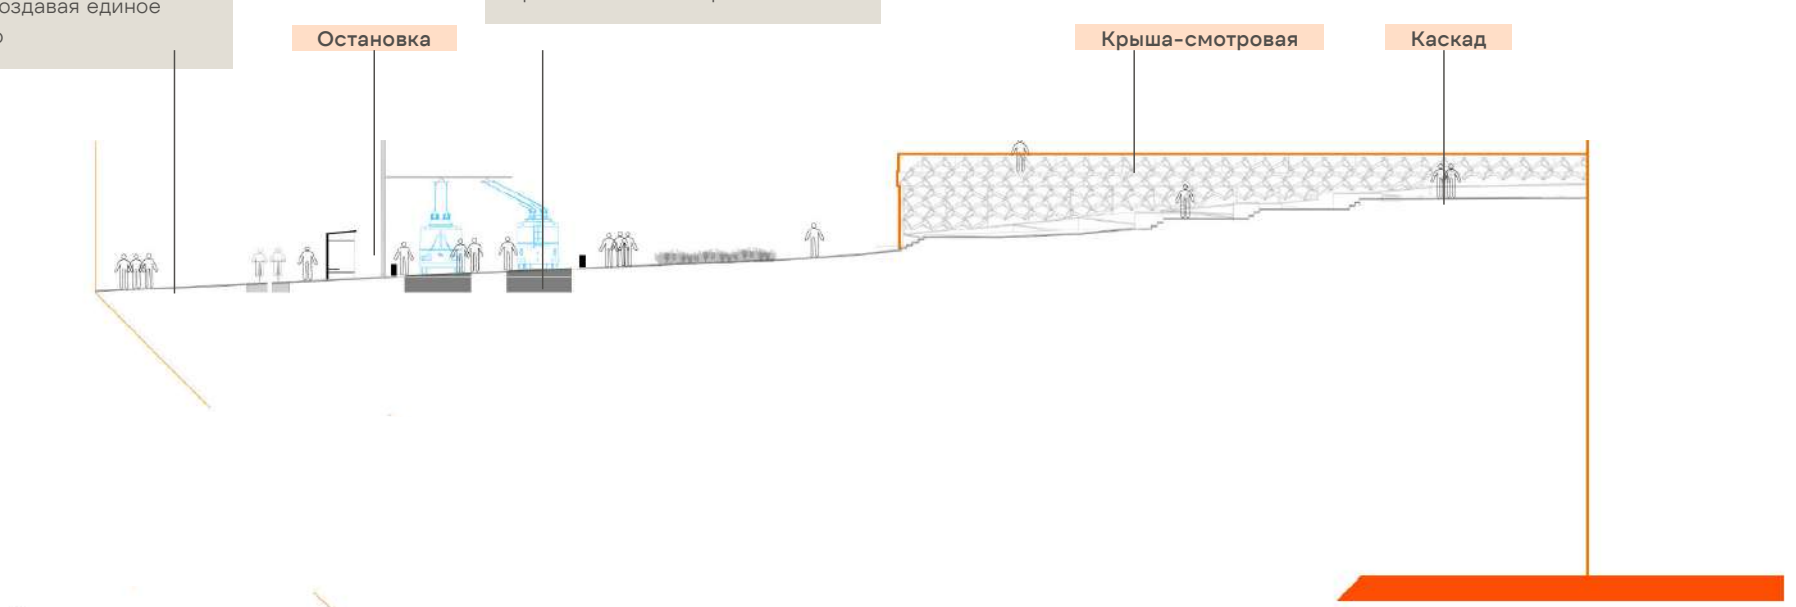 оздавая единое
Остановка
Крыша-смотровая
Каскад